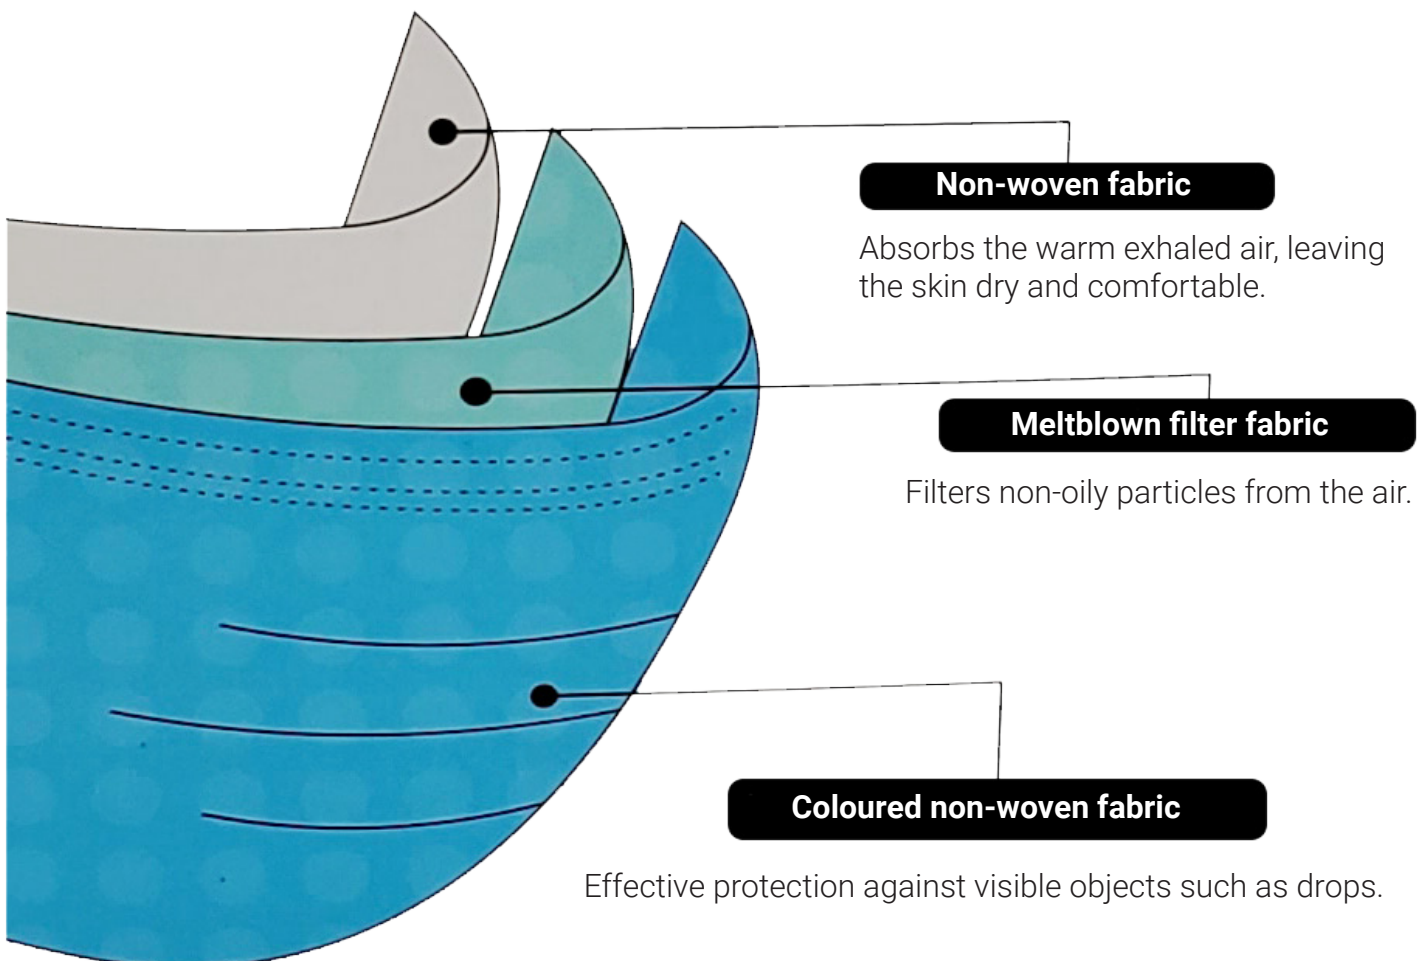 Non-woven fabric
Absorbs the warm exhaled air, leaving
the skin dry and comfortable.
Meltblown filter fabric
Filters non-oily particles from the air.
Coloured non-woven fabric
Effective protection against visible objects such as drops.